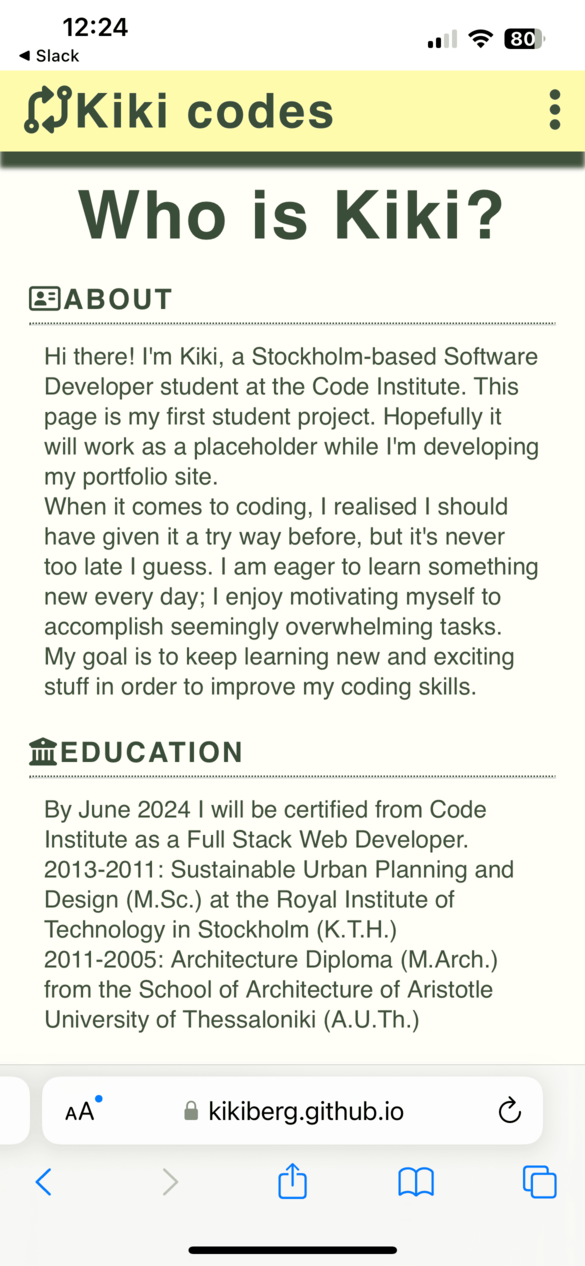 12:24
◀ Slack
80
Kiki codes
Who is Kiki?
ABOUT
Hi there! I'm Kiki, a Stockholm-based Software
Developer student at the Code Institute. This
page is my first student project. Hopefully it
will work as a placeholder while I'm developing
my portfolio site.
When it comes to coding, I realised I should
have given it a try way before, but it's never
too late I guess. I am eager to learn something
new every day; I enjoy motivating myself to
accomplish seemingly overwhelming tasks.
My goal is to keep learning new and exciting
stuff in order to improve my coding skills.
EDUCATION
By June 2024 I will be certified from Code
Institute as a Full Stack Web Developer.
2013-2011: Sustainable Urban Planning and
Design (M.Sc.) at the Royal Institute of
Technology in Stockholm (K.T.H.)
2011-2005: Architecture Diploma (M.Arch.)
from the School of Architecture of Aristotle
University of Thessaloniki (A.U.Th.)
AA
kikiberg.github.io